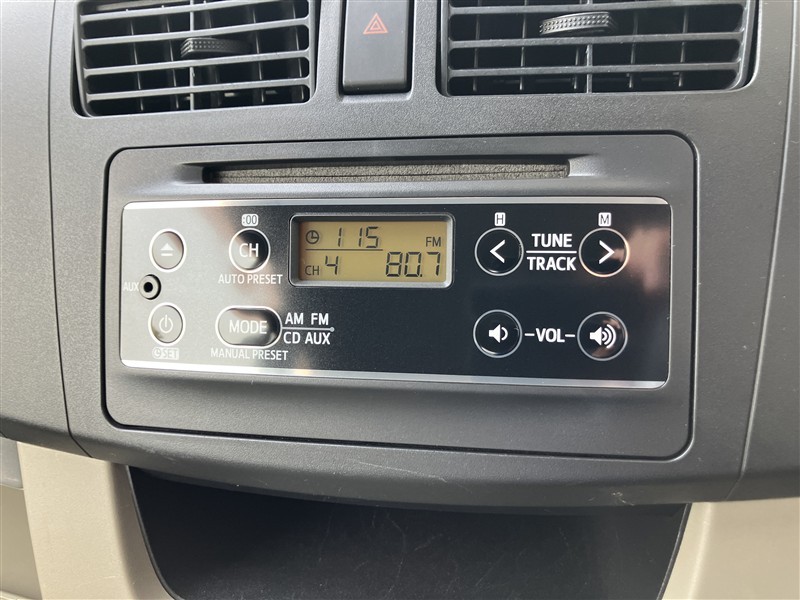 :00
H
M
CH
1 15
FM
TUNE
AUTO PRESET
CH 4
80.7
TRACK
AUX
MODE
AM FM
CD AUX
-VOL-
SET
MANUAL PRESET